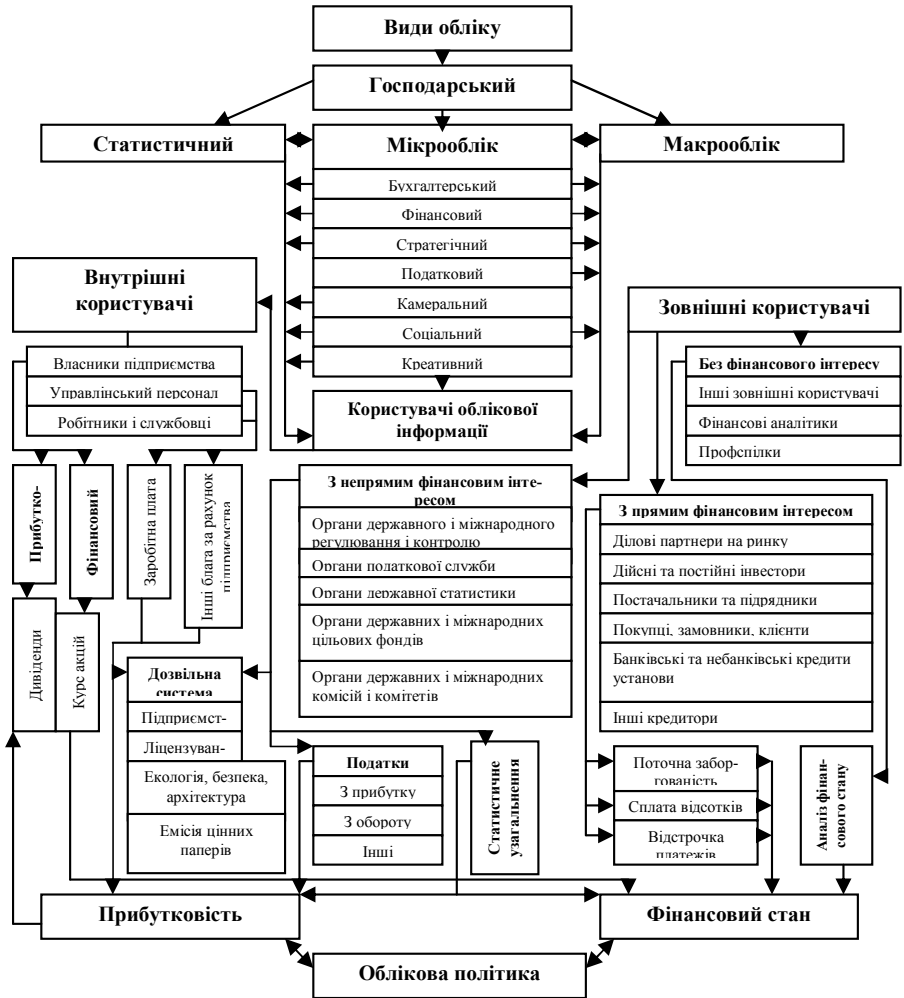 Види обліку
Господарський
Статистичний
Мікрооблік
Макрооблік
Бухгалтерський
Фінансовий
Стратегічний
Податковий
Камеральний
Соціальний
Креативний
Внутрішні
користувачі
Зовнішні користувачі
Власники підприємства
Управлінський персонал
Робітники і службовці
Користувачі облікової
інформації
Без фінансового інтересу
Інші зовнішні користувачі
Фінансові аналітики
Профспілки
Прибутко-
Фінансовий
Заробітна плата
Інші блага за рахунок
підприємства
З непрямим фінансовим інте-
ресом
Органи державного і міжнародного
регулювання і контролю
Органи податкової служби
Органи державної статистики
Органи державних і міжнародних
цільових фондів
Органи державних і міжнародних
комісій і комітетів
З прямим фінансовим інтересом
Ділові партнери на ринку
Дійсні та постійні інвестори
Постачальники та підрядники
Покупці, замовники, клієнти
Банківські та небанківські кредити
установи
Інші кредитори
Дивіденди
Курс акцій
Дозвільна
система
Підприємст-
Ліцензуван-
Екологія, безпека,
архітектура
Емісія цінних
паперів
Податки
З прибутку
З обороту
Інші
Статистичне
узагальнення
Поточна забор-
гованість
Сплата відсотків
Відстрочка
платежів
Аналіз фінан-
сового стану
Прибутковість
Фінансовий стан
Облікова політика